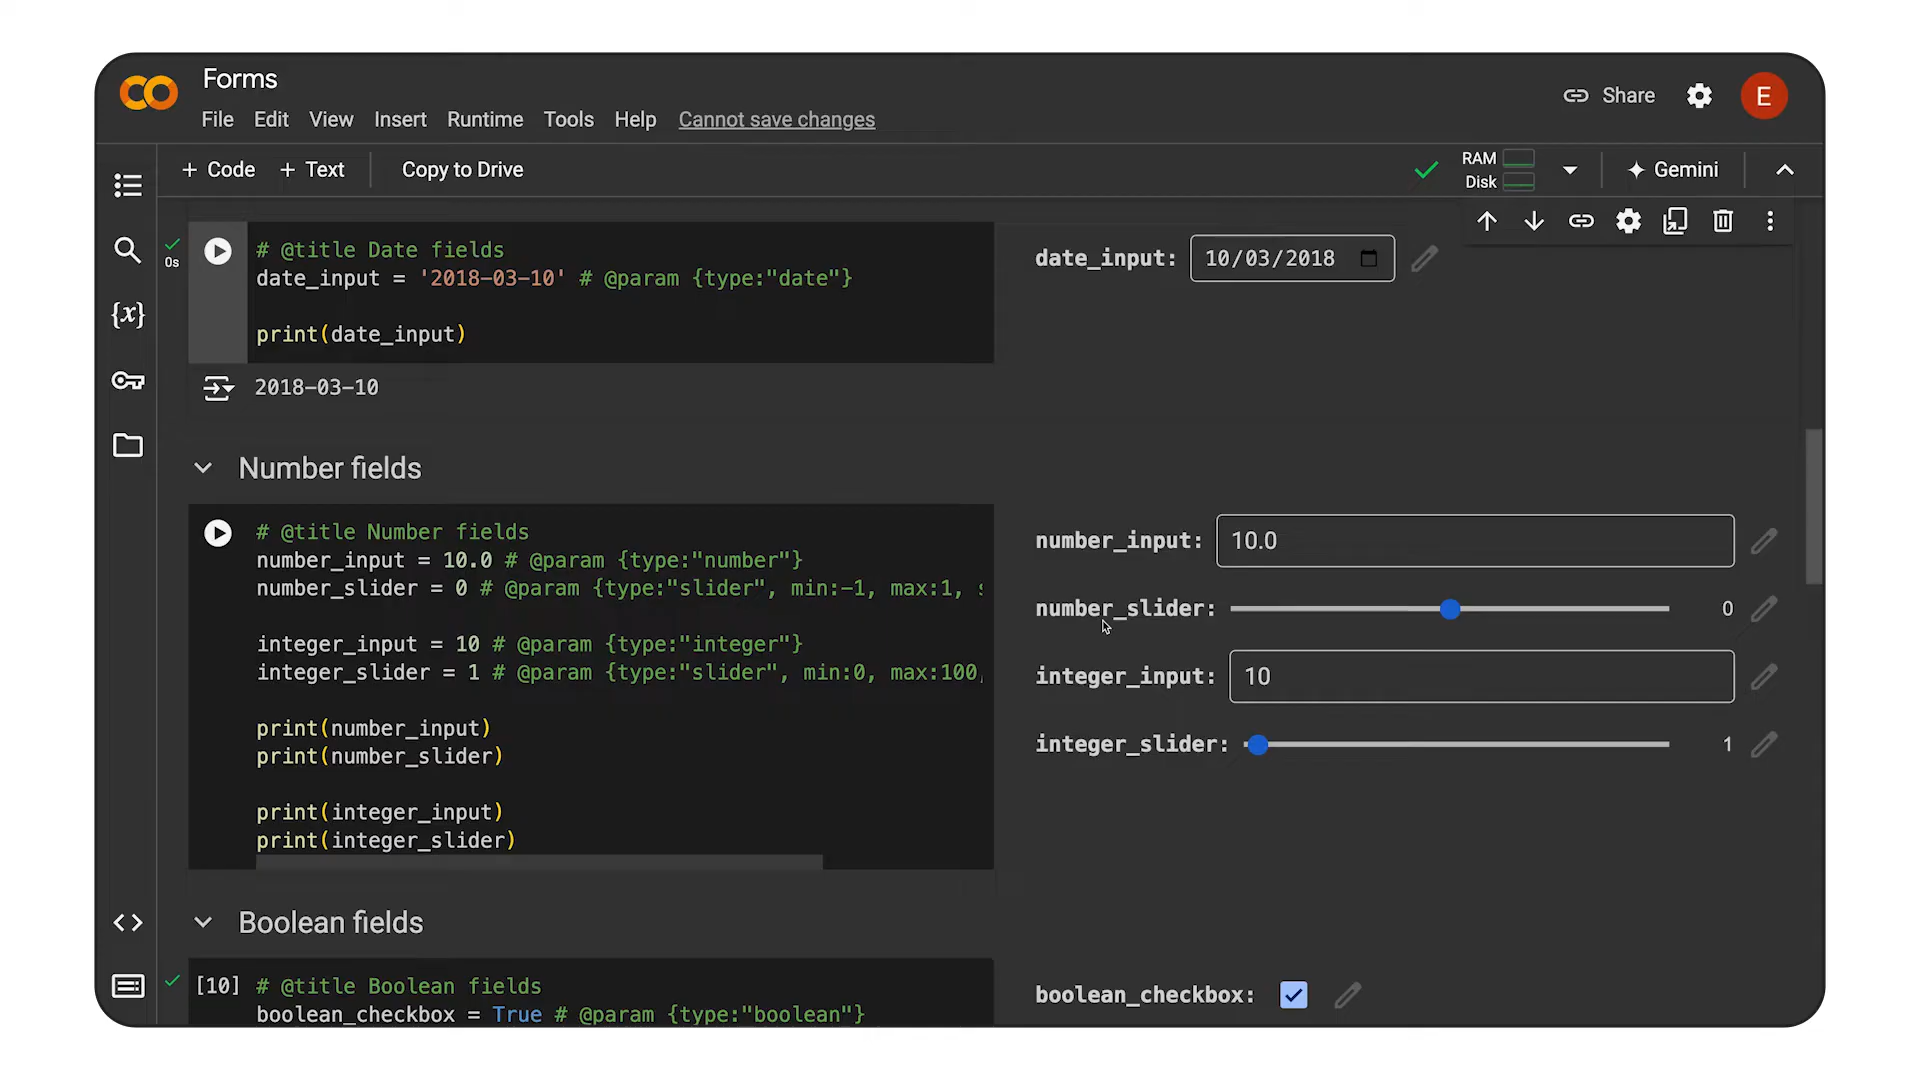 Forms
File Edit View Insert Runtime Tools Help Cannot save changes
Share
E
+ Code + Text Copy to Drive
RAM
Disk
Gemini
0s
# @title Date fields
date_input = '2018-03-10' # @param {type:"date"}
print(date_input)
date_input: 10/03/2018
2018-03-10
{x}
Number fields
# @title Number fields
number_input = 10.0 # @param {type:"number"}
number_slider = 0 # @param {type:"slider", min:-1, max:1,
integer_input = 10 # @param {type:"integer"}
integer_slider = 1 # @param {type:"slider", min:0, max:100,
print(number_input)
print(number_slider)
print(integer_input)
print(integer_slider)
number_input: 10.0
number_slider: 0
integer_input: 10
integer_slider: 1
Boolean fields
[10] # @title Boolean fields
boolean_checkbox = True # @param {type:"boolean"}
boolean_checkbox: